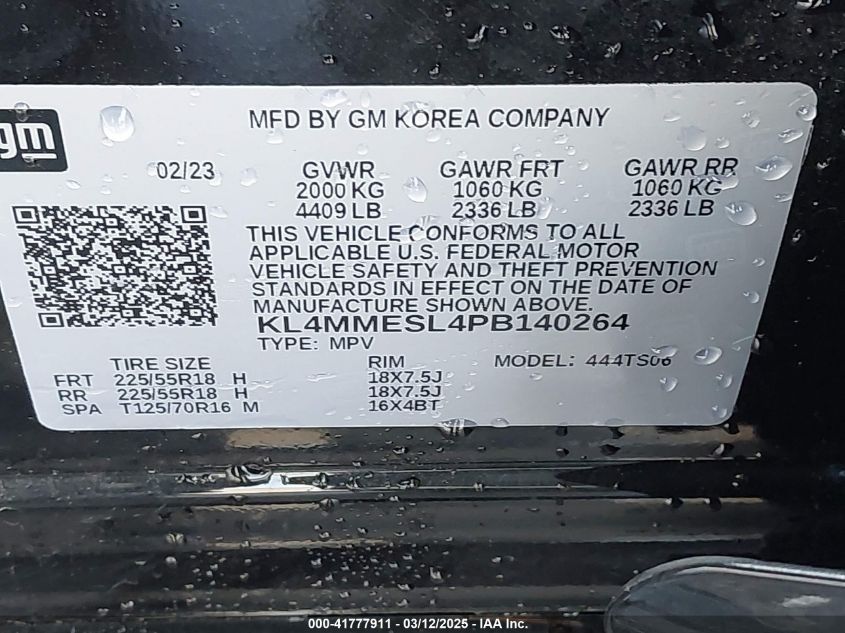 gm
MFD BY GM KOREA COMPANY
02/23 GVWR GAWR FRT GAWR RR
2000 KG 1060 KG 1060 KG
4409 LB 2336 LB 2336 LB
THIS VEHICLE CONFORMS TO ALL
APPLICABLE U.S. FEDERAL MOTOR
VEHICLE SAFETY AND THEFT PREVENTION
STANDARDS IN EFFECT ON THE DATE OF
MANUFACTURE SHOWN ABOVE.
KL4MMESL4PB140264
TYPE: MPV
TIRE SIZE RIM MODEL: 444TS06
FRT 225/55R18 H 18X7.5J
RR 225/55R18 H 18X7.5J
SPA T125/70R16 M 16X4BT
000-41777911 - 03/12/2025 - IAA Inc.